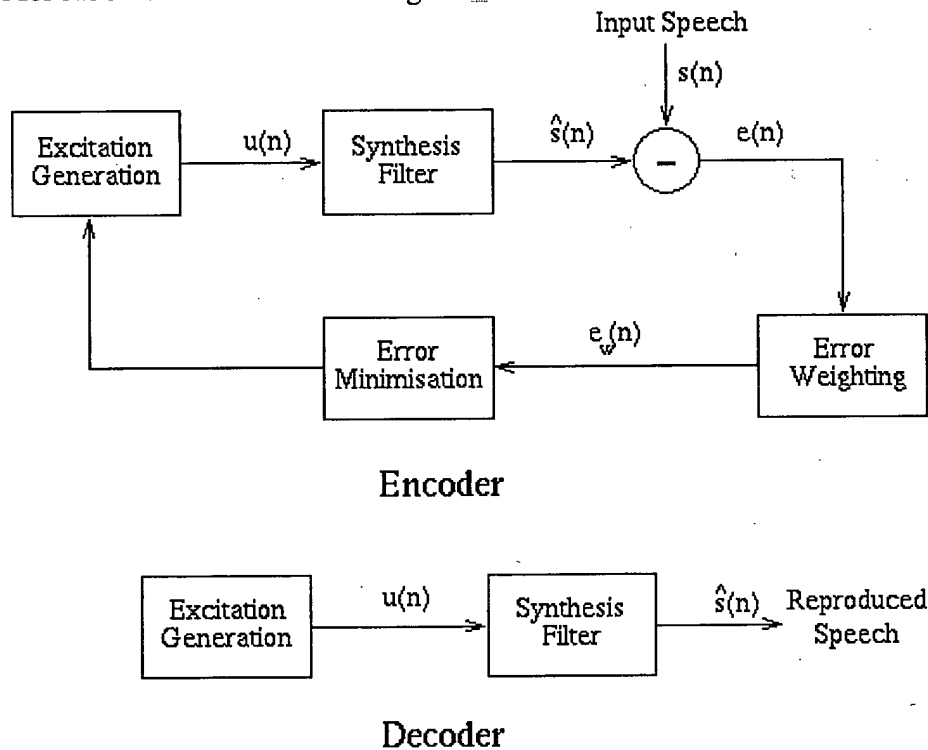 Input Speech
s(n)
Excitation
Generation
u(n)
Synthesis
Filter
ŝ(n)
−
e(n)
Error
Minimisation
e_w(n)
Error
Weighting
Encoder
Excitation
Generation
u(n)
Synthesis
Filter
ŝ(n)
Reproduced
Speech
Decoder